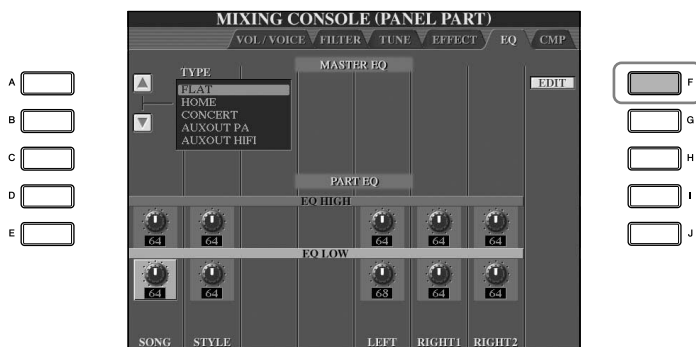 MIXING CONSOLE (PANEL PART)
VOL / VOICE FILTER TUNE EFFECT EQ CMP
TYPE
MASTER EQ
EDIT
FLAT
HOME
CONCERT
AUXOUT PA
AUXOUT HIFI
PART EQ
EQ HIGH
64 64 64 64 64
EQ LOW
64 64 68 64 64
SONG STYLE LEFT RIGHT1 RIGHT2
A
B
C
D
E
F
G
H
I
J